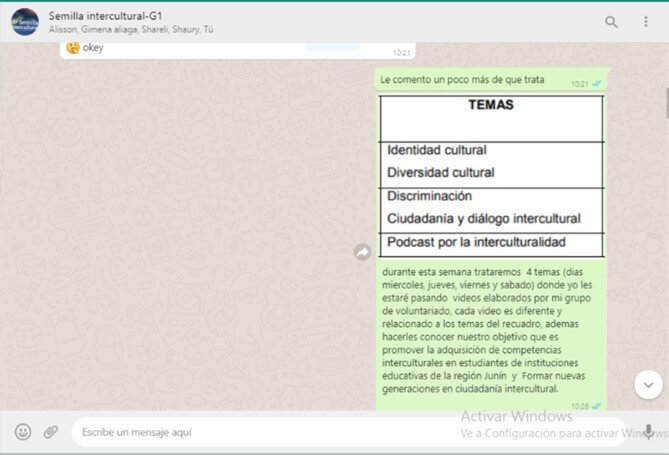 Semilla intercultural-G1
Alisson, Gimena aliaga, Shareli, Shaury, Tú
okey
10:21
Le comento un poco más de que trata
10:21
TEMAS
Identidad cultural
Diversidad cultural
Discriminación
Ciudadanía y diálogo intercultural
Podcast por la interculturalidad
durante esta semana trataremos 4 temas (dias
miercoles, jueves, viernes y sabado) donde yo les
estaré pasando videos elaborados por mi grupo
de voluntariado, cada video es diferente y
relacionado a los temas del recuadro, ademas
hacerles conocer nuestro objetivo que es
promover la adquisición de competencias
interculturales en estudiantes de instituciones
educativas de la región Junín y Formar nuevas
generaciones en ciudadanía intercultural.
10:28
Activar Windows
Ve a Configuración para activar Windows
Escribe un mensaje aquí